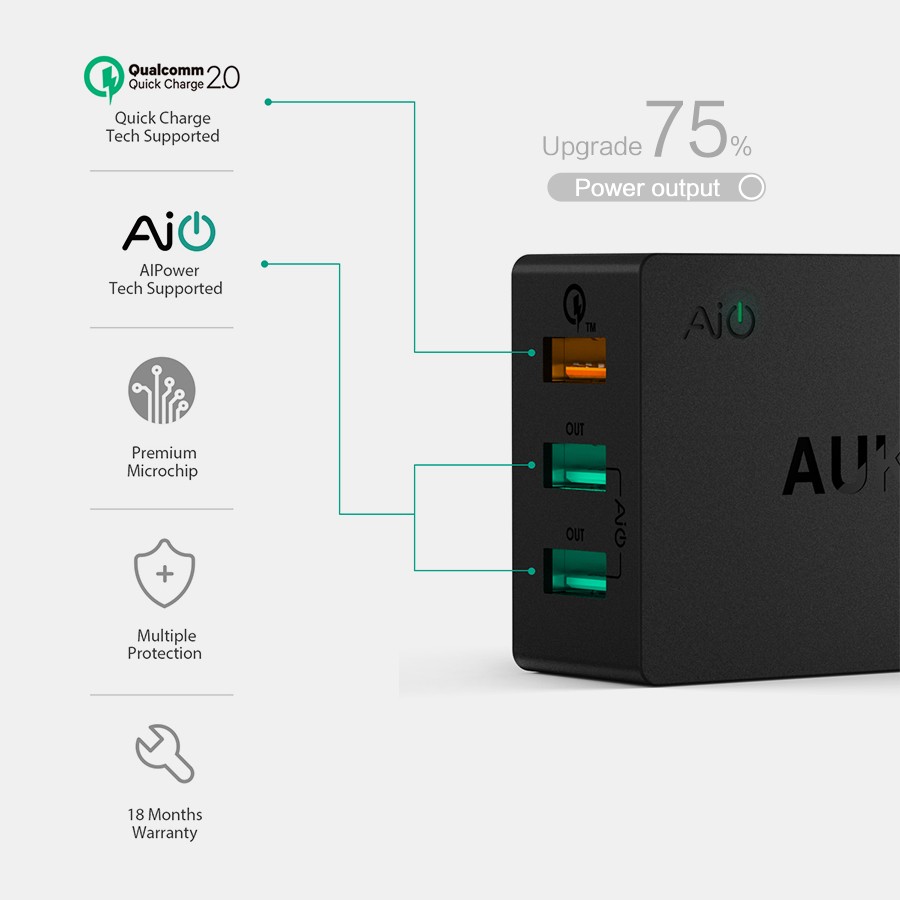 Qualcomm
Quick Charge 2.0
Quick Charge
Tech Supported
Aio
AIPower
Tech Supported
Premium
Microchip
Multiple
Protection
18 Months
Warranty
Upgrade 75%
Power output
TM
OUT
OUT
Aio
Aio
AUK